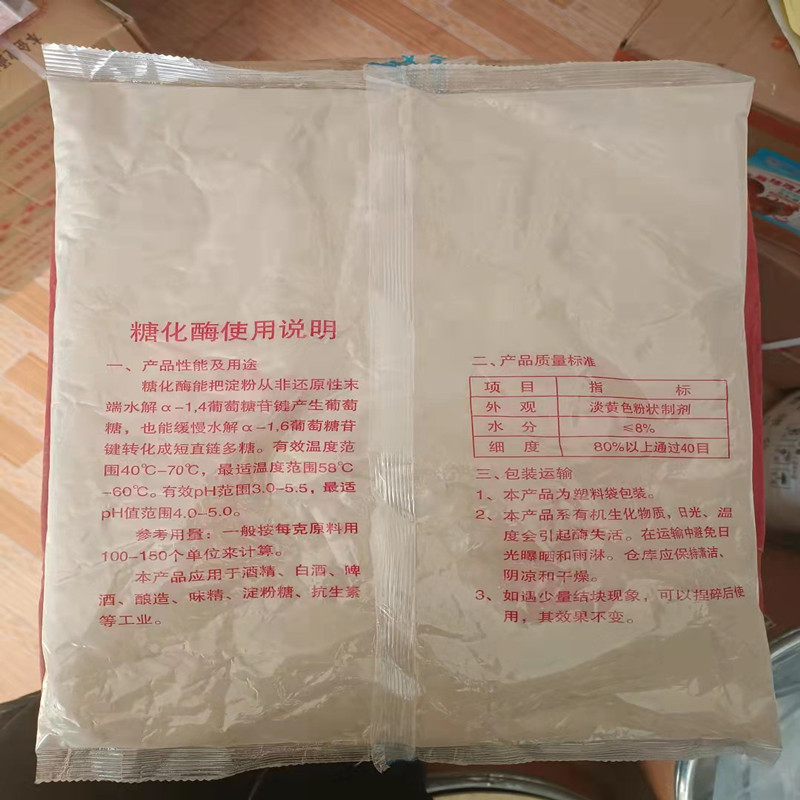 糖化酶使用说明
一、产品性能及用途
糖化酶能把淀粉从非还原性末
端水解α-1,4葡萄糖苷键产生葡萄
糖，也能缓慢水解α-1,6葡萄糖苷
键转化成短直链多糖。有效温度范
围40℃-70℃，最适温度范围58℃
-60℃。有效pH范围3.0-5.5，最适
pH值范围4.0-5.0。
参考用量：一般按每克原料用
100-150个单位来计算。
本产品应用于酒精、白酒、啤
酒、酿造、味精、淀粉糖、抗生素
等工业。
二、产品质量标准
项 目 指 标
外 观 淡黄色粉状制剂
水 分 ≤8%
细 度 80%以上通过40目
三、包装运输
1、本产品为塑料袋包装。
2、本产品系有机生化物质，日光、温
度会引起酶失活。在运输中避免日
光曝晒和雨淋。仓库应保持清洁、
阴凉和干燥。
3、如遇少量结块现象，可以捏碎后使
用，其效果不变。